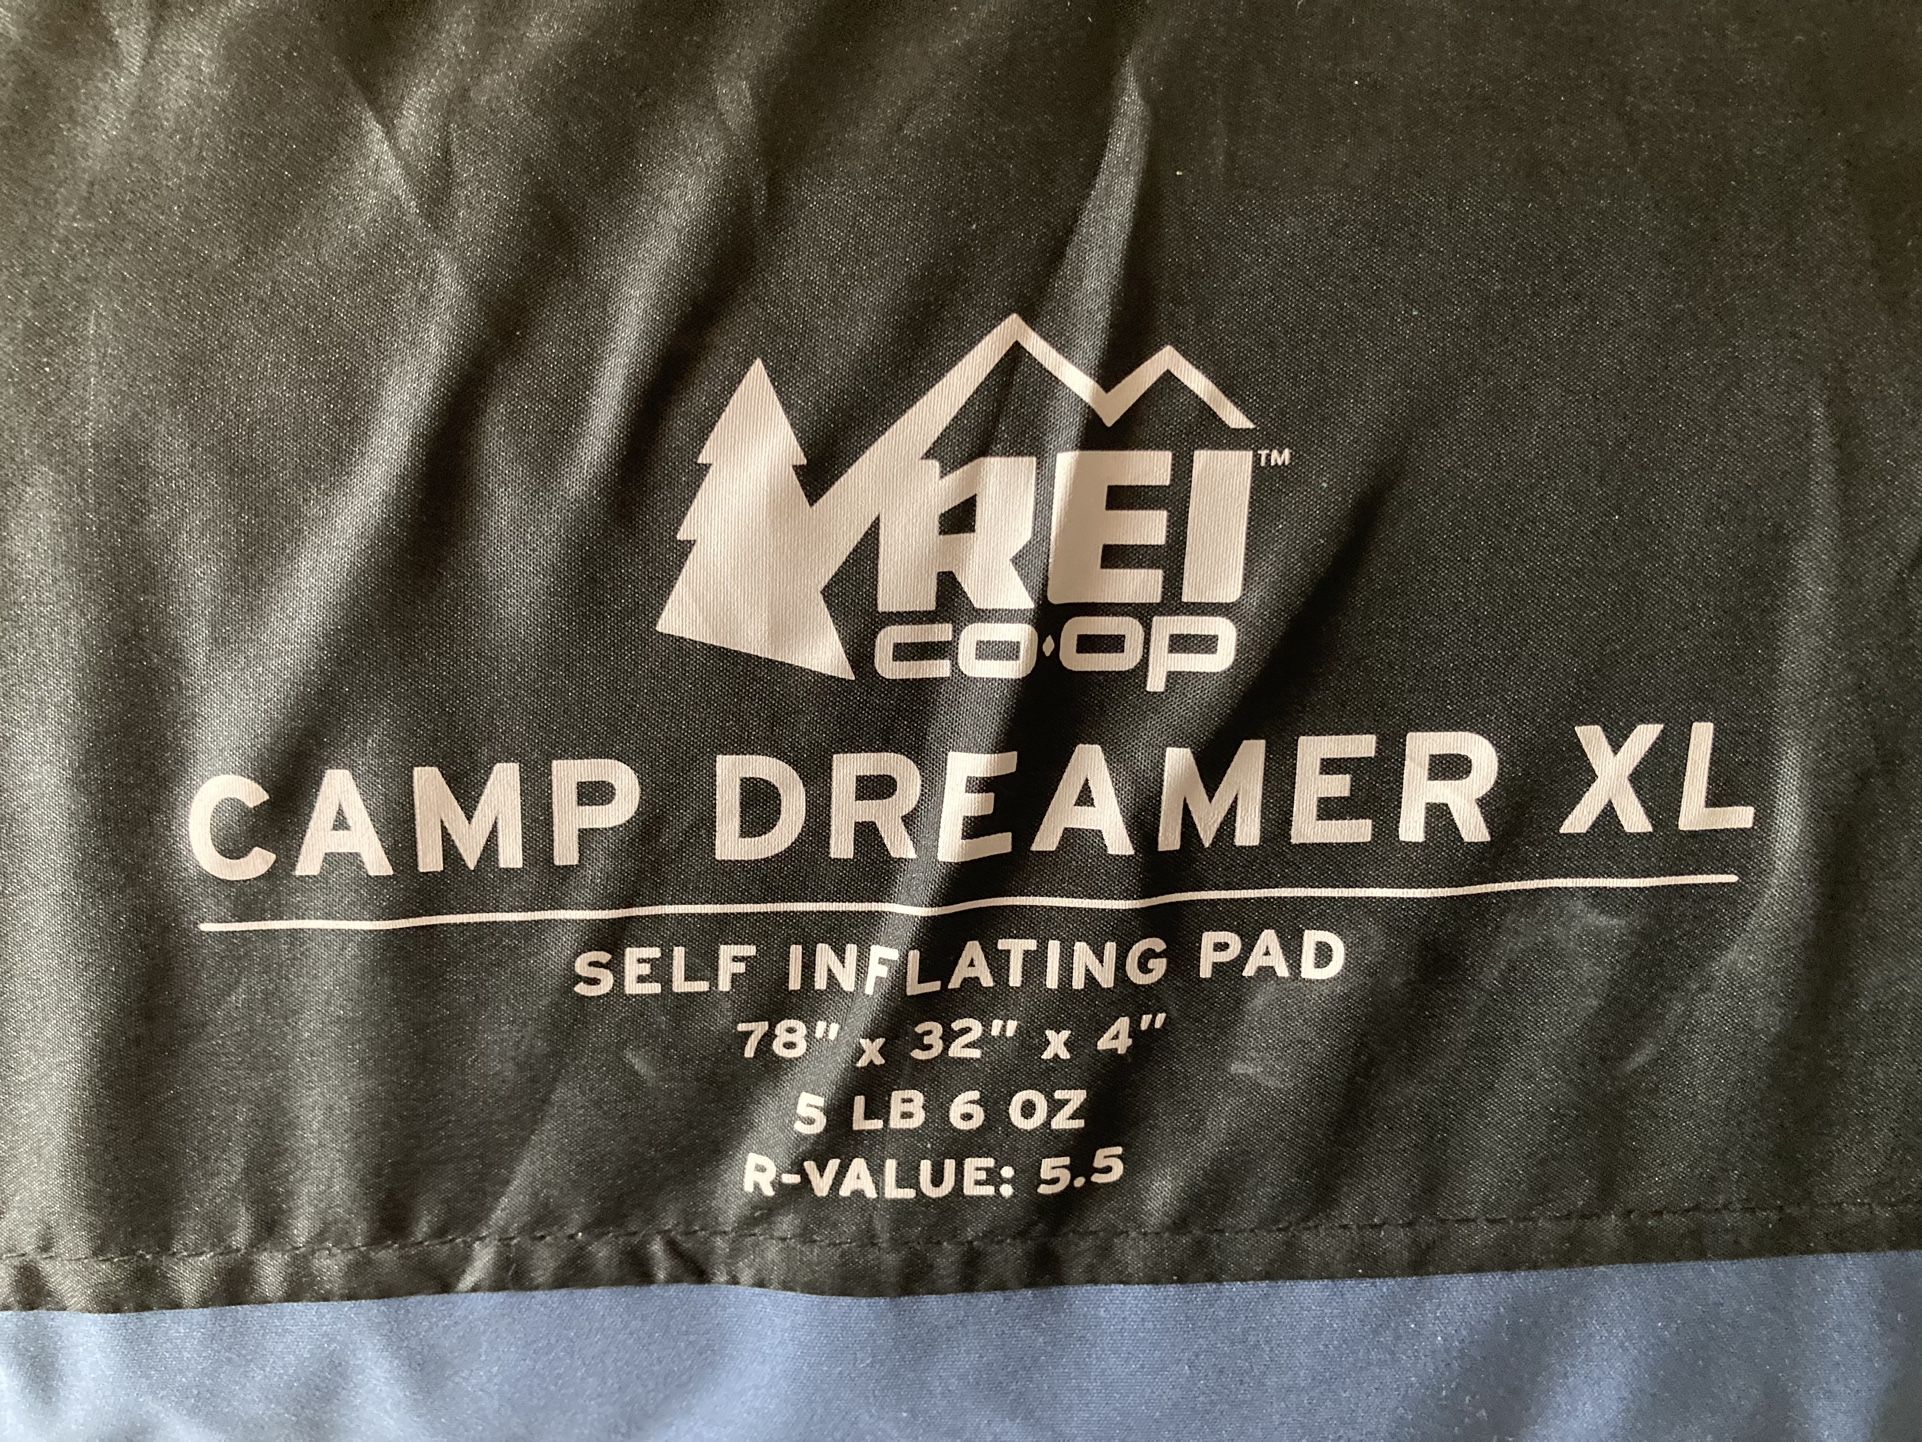 REI™
co·op
CAMP DREAMER XL
SELF INFLATING PAD
78" x 32" x 4"
5 LB 6 OZ
R-VALUE: 5.5